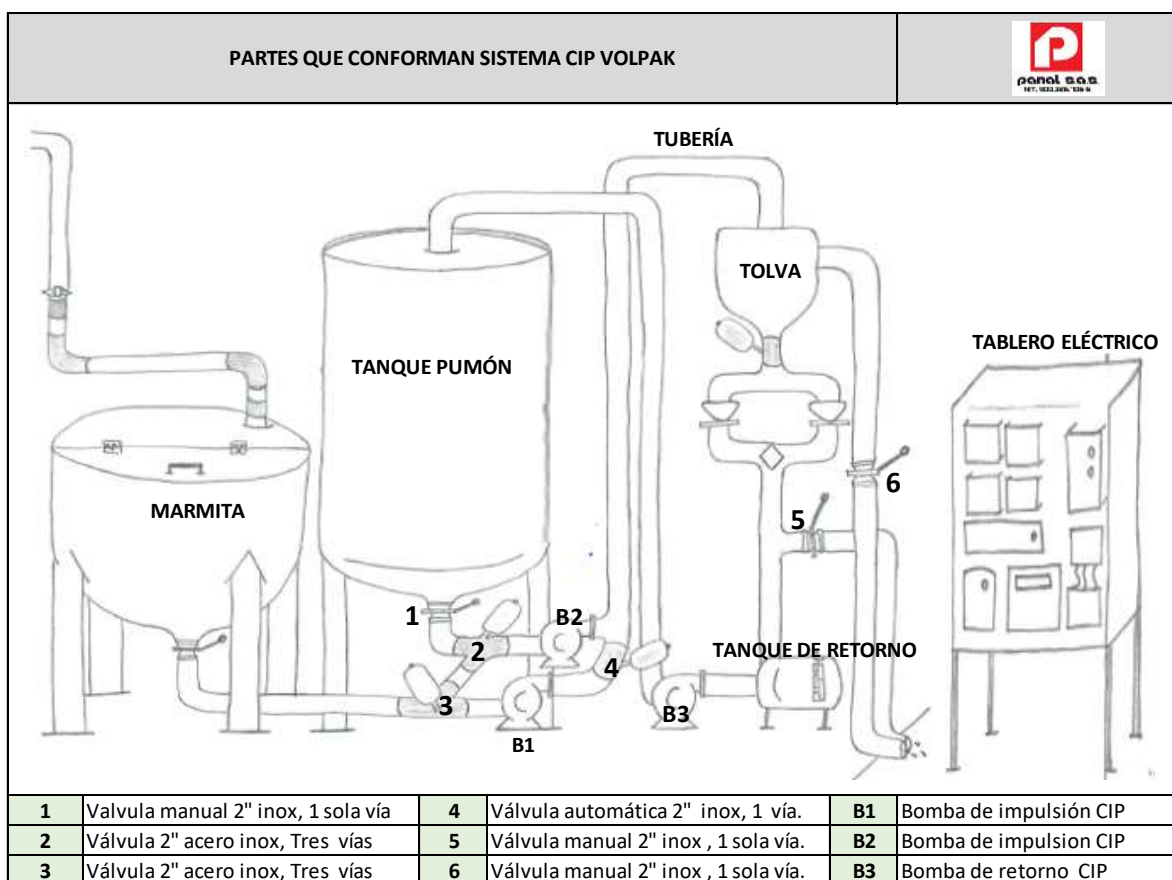 PARTES QUE CONFORMAN SISTEMA CIP VOLPAK
panal s.a.s.
TUBERÍA
TOLVA
TABLERO ELÉCTRICO
TANQUE PUMÓN
MARMITA
6
5
1
B2
2
4
TANQUE DE RETORNO
3
B3
B1
1 Valvula manual 2" inox, 1 sola vía 4 Válvula automática 2" inox, 1 vía. B1 Bomba de impulsión CIP
2 Válvula 2" acero inox, Tres vías 5 Válvula manual 2" inox , 1 sola vía. B2 Bomba de impulsion CIP
3 Válvula 2" acero inox, Tres vías 6 Válvula manual 2" inox , 1 sola vía. B3 Bomba de retorno CIP